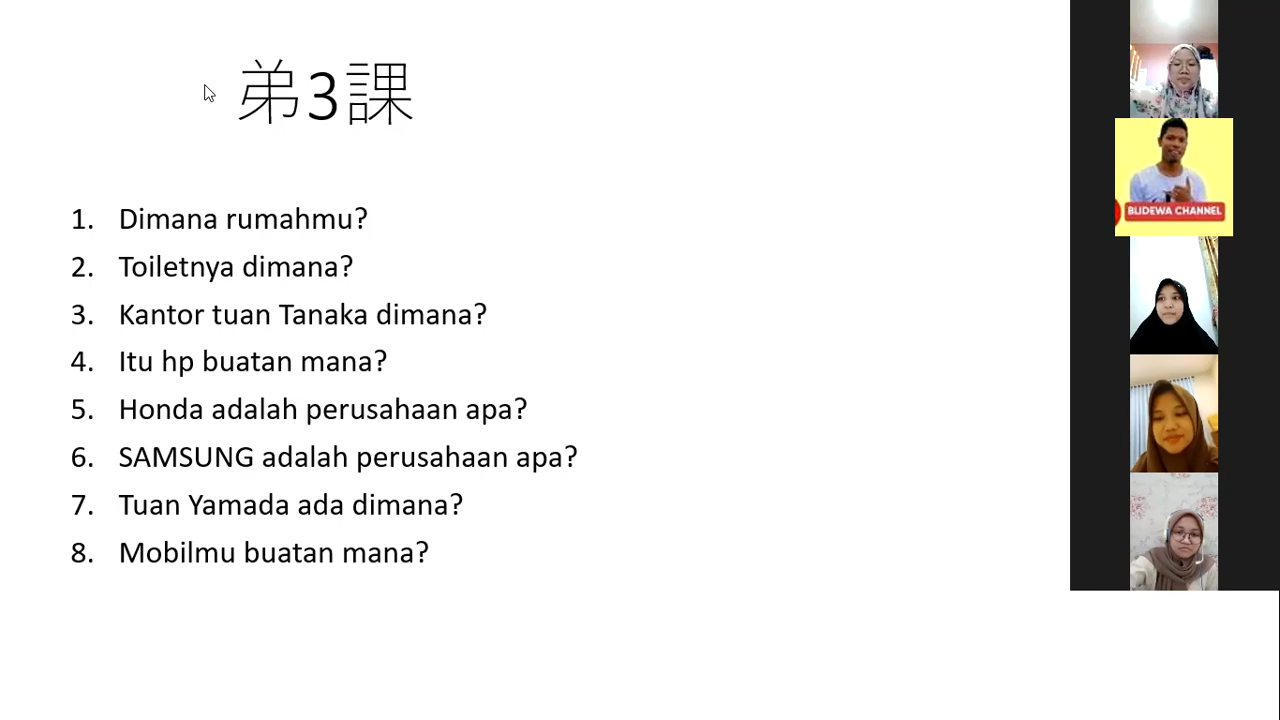 弟3課
1. Dimana rumahmu?
2. Toiletnya dimana?
3. Kantor tuan Tanaka dimana?
4. Itu hp buatan mana?
5. Honda adalah perusahaan apa?
6. SAMSUNG adalah perusahaan apa?
7. Tuan Yamada ada dimana?
8. Mobilmu buatan mana?
BLIDEWA CHANNEL